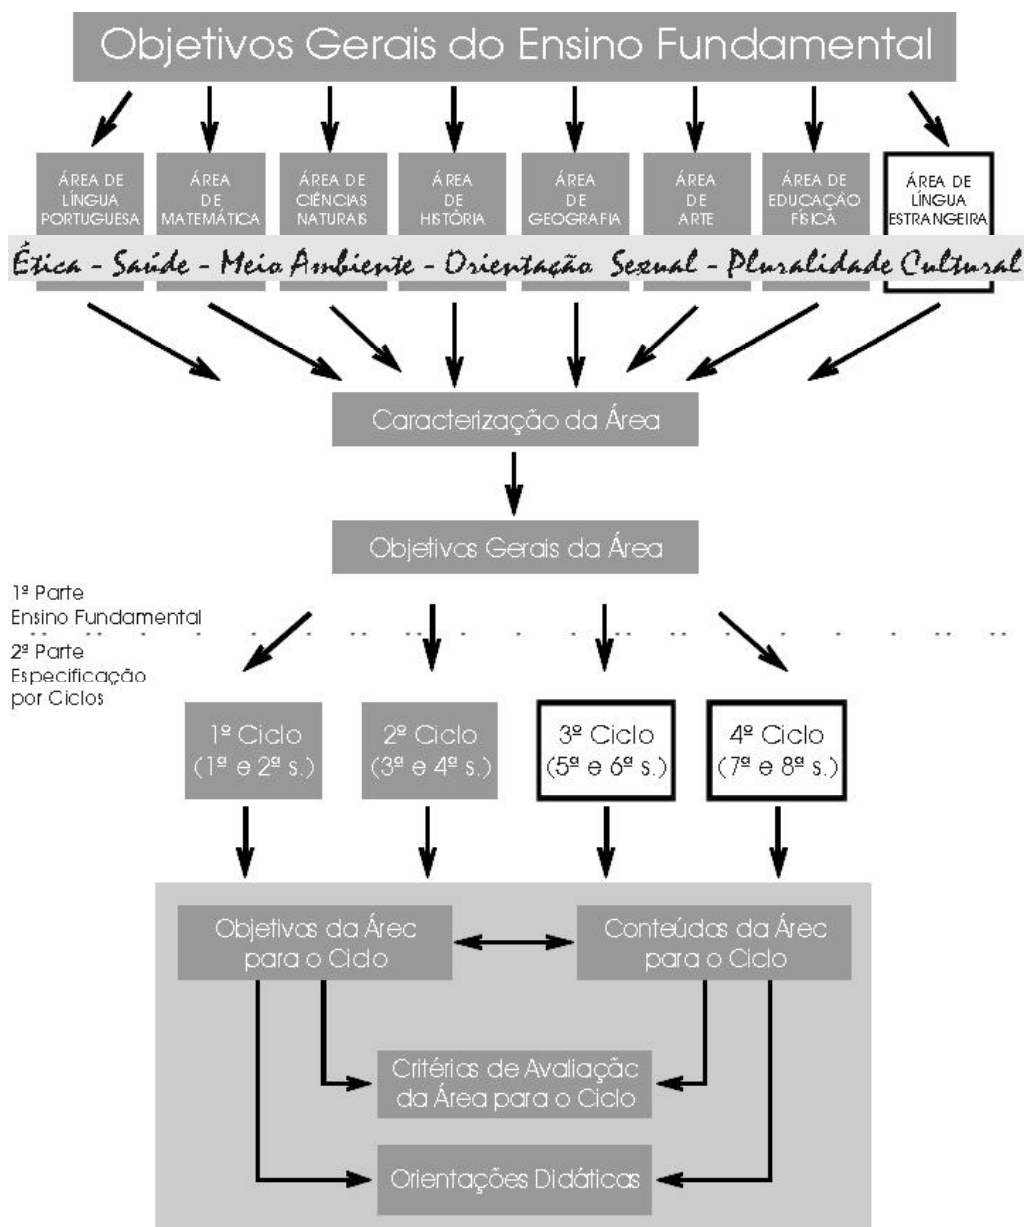 Objetivos Gerais do Ensino Fundamental
ÁREA DE
LÍNGUA
PORTUGUESA
ÁREA
DE
MATEMÁTICA
ÁREA DE
CIÊNCIAS
NATURAIS
ÁREA
DE
HISTÓRIA
ÁREA
DE
GEOGRAFIA
ÁREA
DE
ARTE
ÁREA DE
EDUCAÇÃO
FÍSICA
ÁREA DE
LÍNGUA
ESTRANGEIRA
Ética - Saúde - Meio Ambiente - Orientação Sexual - Pluralidade Cultural
Caracterização da Área
Objetivos Gerais da Área
1ª Parte
Ensino Fundamental
2ª Parte
Especificação
por Ciclos
1º Ciclo
(1ª e 2ª s.)
2º Ciclo
(3ª e 4ª s.)
3º Ciclo
(5ª e 6ª s.)
4º Ciclo
(7ª e 8ª s.)
Objetivos da Área
para o Ciclo
Conteúdos da Área
para o Ciclo
Critérios de Avaliação
da Área para o Ciclo
Orientações Didáticas